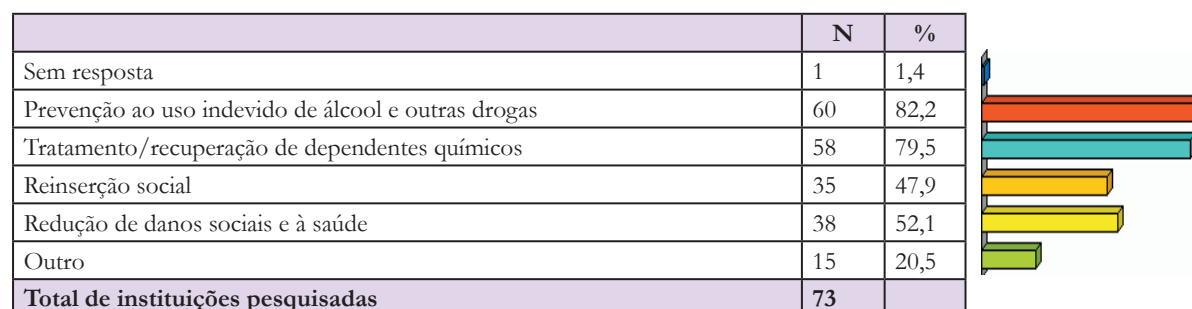 N %
Sem resposta 1 1,4
Prevenção ao uso indevido de álcool e outras drogas 60 82,2
Tratamento/recuperação de dependentes químicos 58 79,5
Reinserção social 35 47,9
Redução de danos sociais e à saúde 38 52,1
Outro 15 20,5
Total de instituições pesquisadas 73